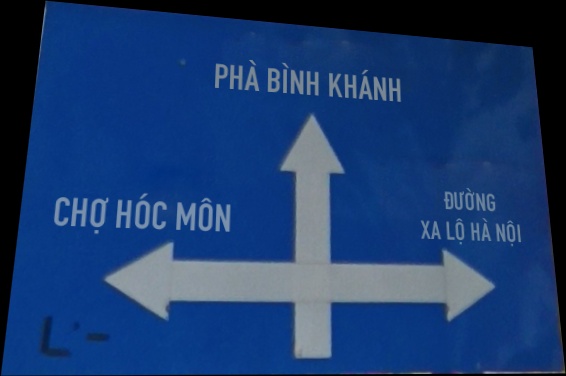 PHÀ BÌNH KHÁNH
CHỢ HÓC MÔN
ĐƯỜNG
XA LỘ HÀ NỘI